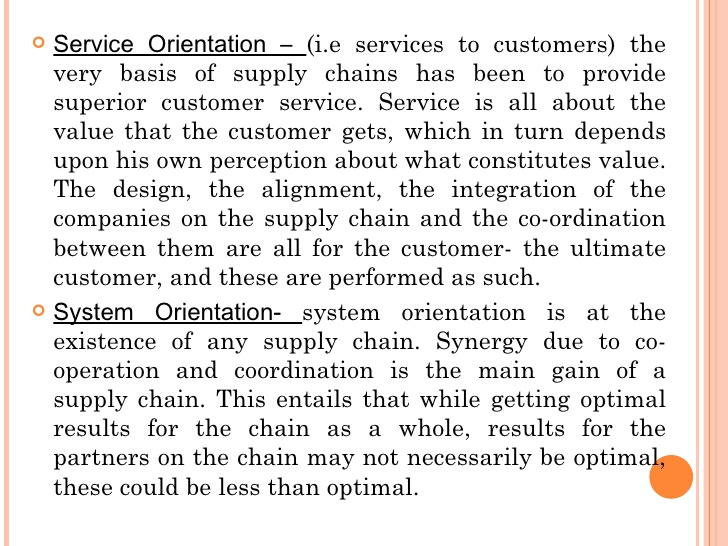 Service Orientation – (i.e services to customers) the
very basis of supply chains has been to provide
superior customer service. Service is all about the
value that the customer gets, which in turn depends
upon his own perception about what constitutes value.
The design, the alignment, the integration of the
companies on the supply chain and the co-ordination
between them are all for the customer- the ultimate
customer, and these are performed as such.
System Orientation- system orientation is at the
existence of any supply chain. Synergy due to co-
operation and coordination is the main gain of a
supply chain. This entails that while getting optimal
results for the chain as a whole, results for the
partners on the chain may not necessarily be optimal,
these could be less than optimal.